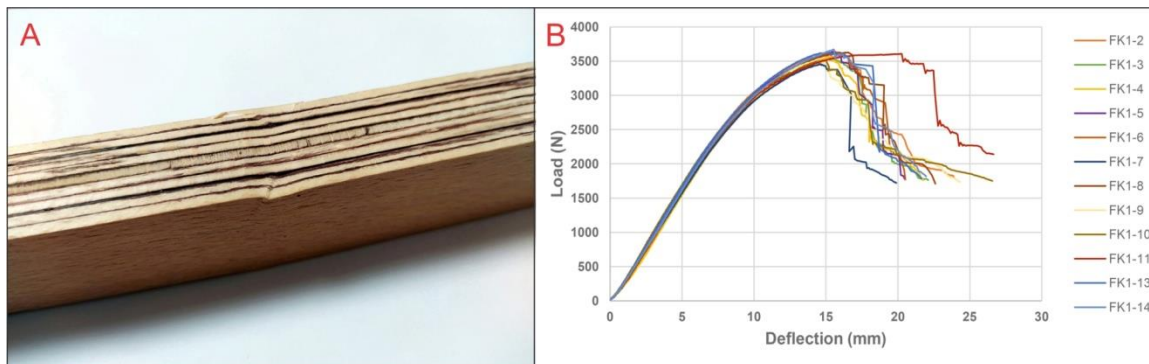 A
B
4000
3500
3000
2500
2000
1500
1000
500
0
Load (N)
0 5 10 15 20 25 30
Deflection (mm)
FK1-2
FK1-3
FK1-4
FK1-5
FK1-6
FK1-7
FK1-8
FK1-9
FK1-10
FK1-11
FK1-13
FK1-14